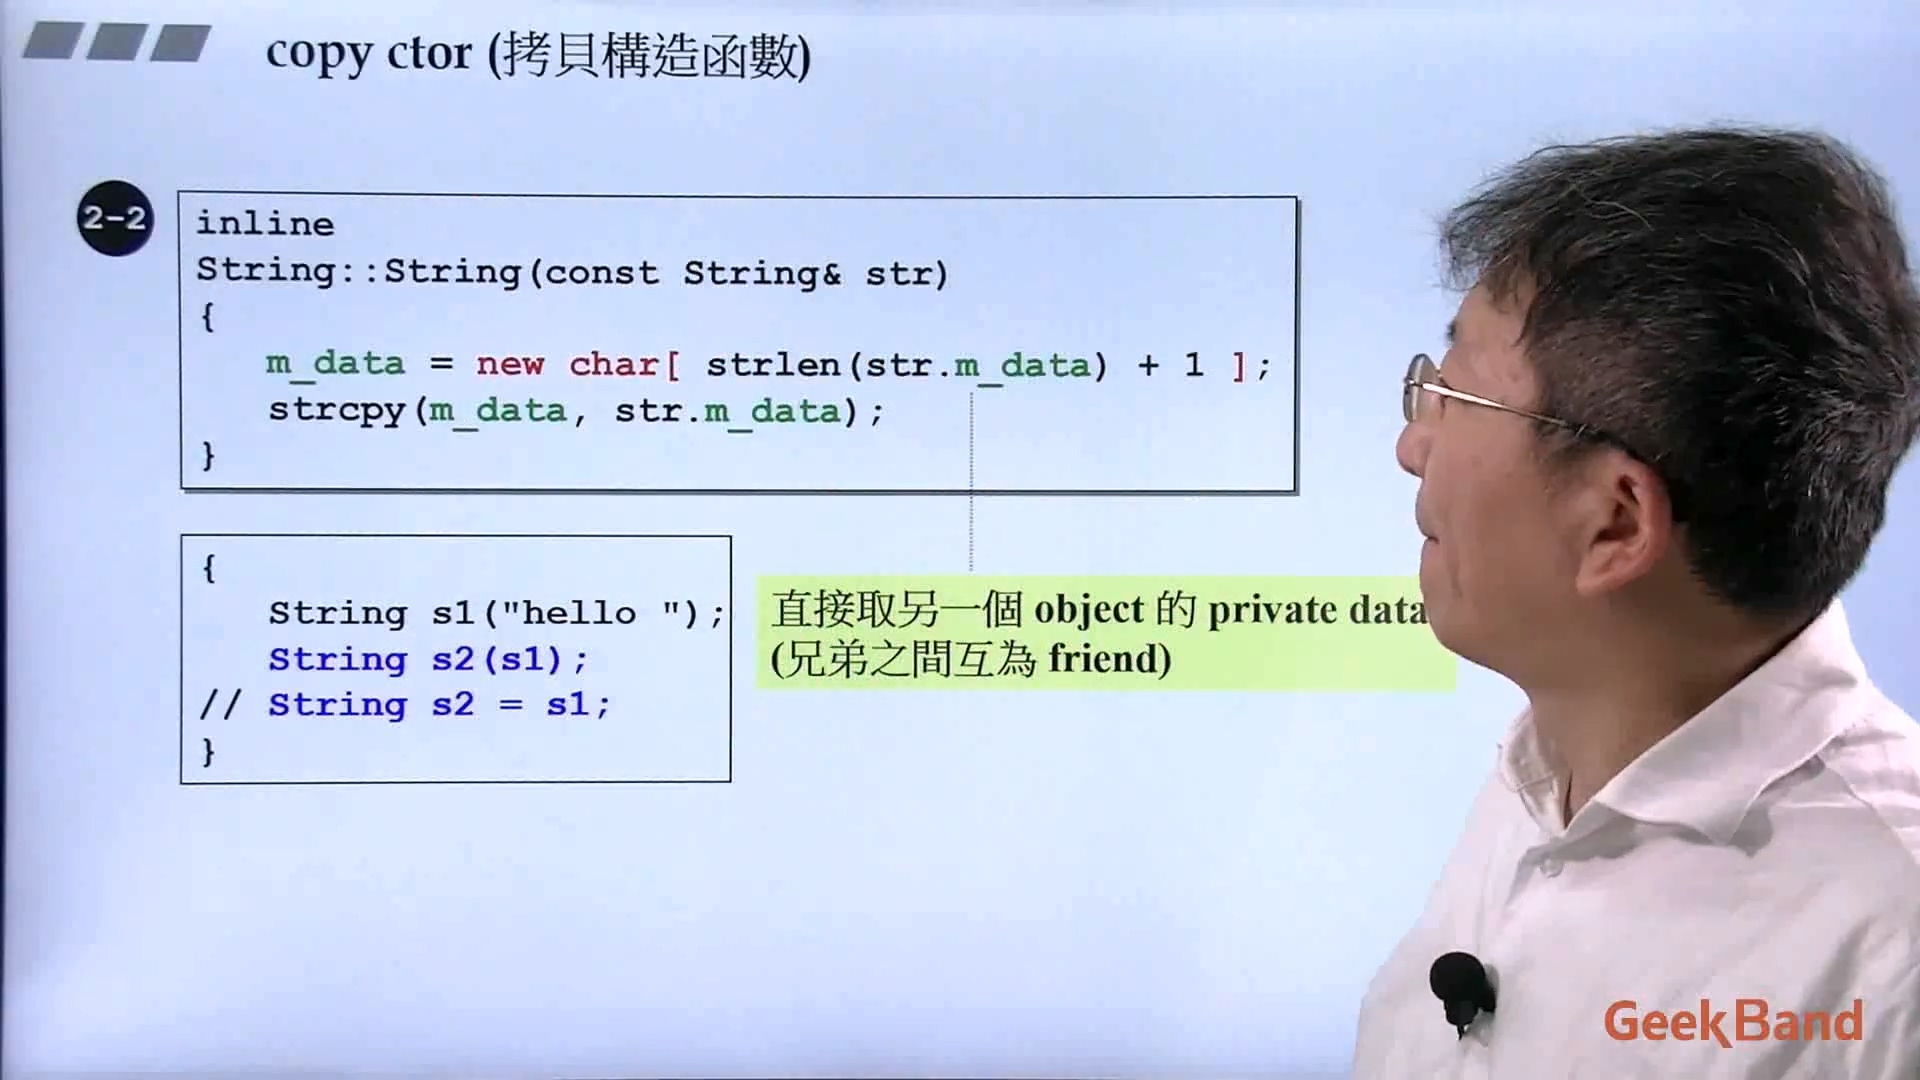 copy ctor (拷貝構造函數)
2-2
inline
String::String(const String& str)
{
m_data = new char[ strlen(str.m_data) + 1 ];
strcpy(m_data, str.m_data);
}
{
String s1("hello ");
String s2(s1);
// String s2 = s1;
}
直接取另一個 object 的 private data
(兄弟之間互為 friend)
GeekBand